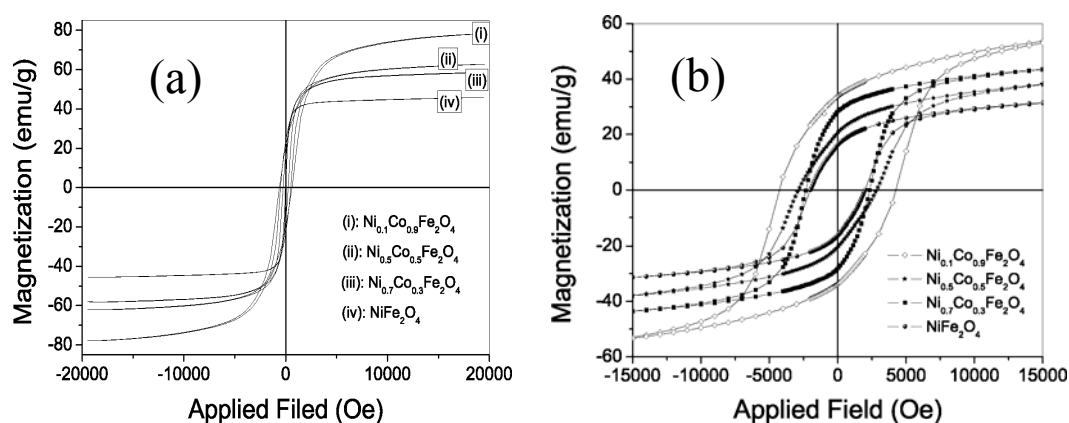 (a)
Magnetization (emu/g)
80
60
40
20
0
-20
-40
-60
-80
-20000 -10000 0 10000 20000
Applied Filed (Oe)
(i)
(ii)
(iii)
(iv)
(i): Ni0.1Co0.9Fe2O4
(ii): Ni0.5Co0.5Fe2O4
(iii): Ni0.7Co0.3Fe2O4
(iv): NiFe2O4
(b)
Magnetization (emu/g)
60
40
20
0
-20
-40
-60
-15000 -10000 -5000 0 5000 10000 15000
Applied Field (Oe)
Ni0.1Co0.9Fe2O4
Ni0.5Co0.5Fe2O4
Ni0.7Co0.3Fe2O4
NiFe2O4